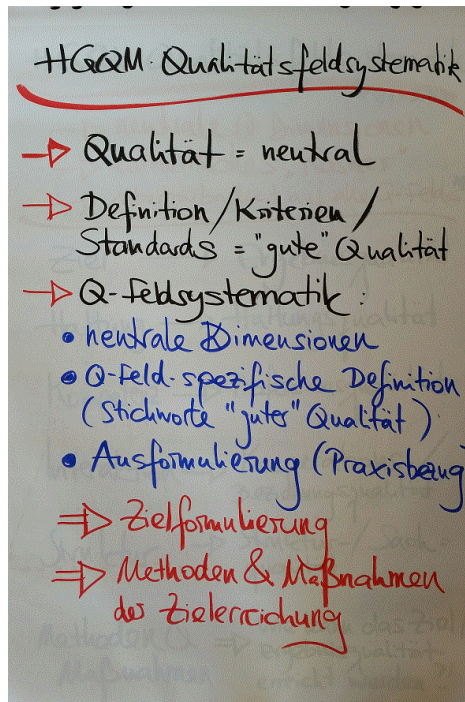 HGQM. Qualitätsfeldsystematik
→ Qualität = neutral
→ Definition / Kriterien /
Standards = "gute" Qualität
→ Q-feldsystematik:
• neutrale Dimensionen
• Q-Feld-spezifische Definition
(Stichworte "guter" Qualität)
• Ausformulierung (Praxisbezug
⇒ Zielformulierung
⇒ Methoden & Maßnahmen
der Zielerreichung